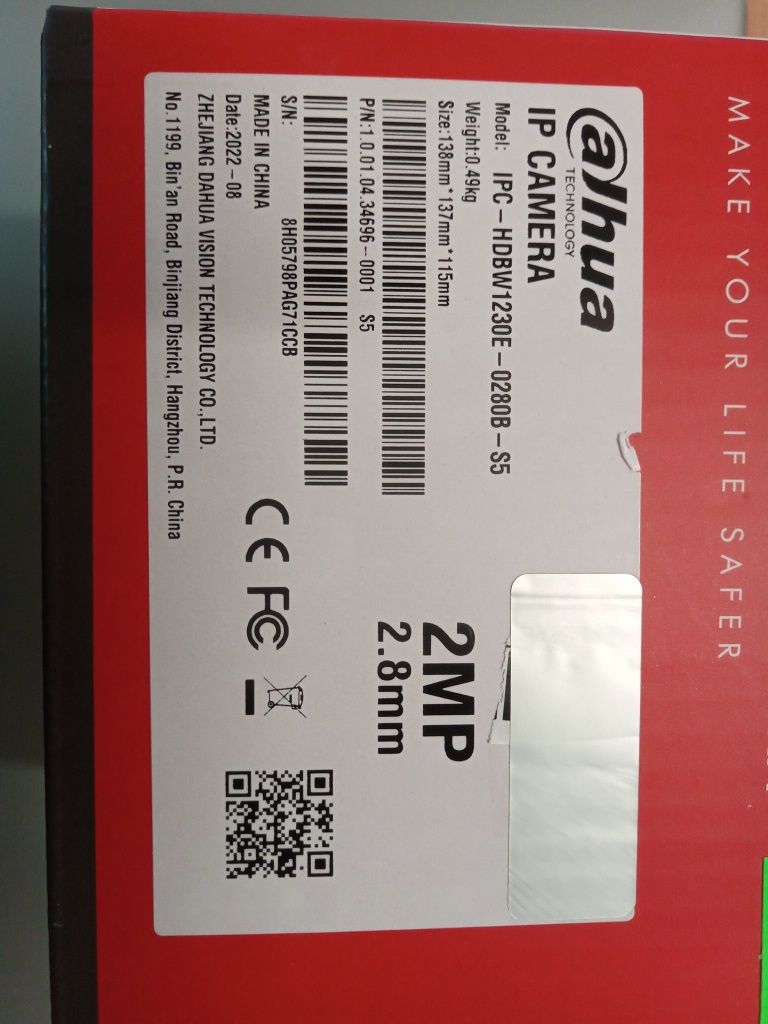 MAKE YOUR LIFE SAFER
alhua
TECHNOLOGY
IP CAMERA
Model: IPC-HDBW1230E-0280B-S5
Weight:0.49kg
Size:138mm*137mm*115mm
P/N:1.0.01.04.34696-0001 S5
S/N: 8H05798PAG71CCB
MADE IN CHINA
Date:2022-08
ZHEJIANG DAHUA VISION TECHNOLOGY CO.,LTD.
No.1199, Bin'an Road, Binjiang District, Hangzhou, P.R. China
2MP
2.8mm
CE FC